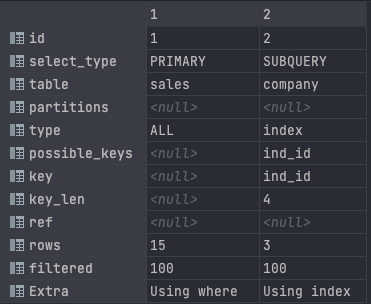 1 2
id 1 2
select_type PRIMARY SUBQUERY
table sales company
partitions <null> <null>
type ALL index
possible_keys <null> ind_id
key <null> ind_id
key_len <null> 4
ref <null> <null>
rows 15 3
filtered 100 100
Extra Using where Using index